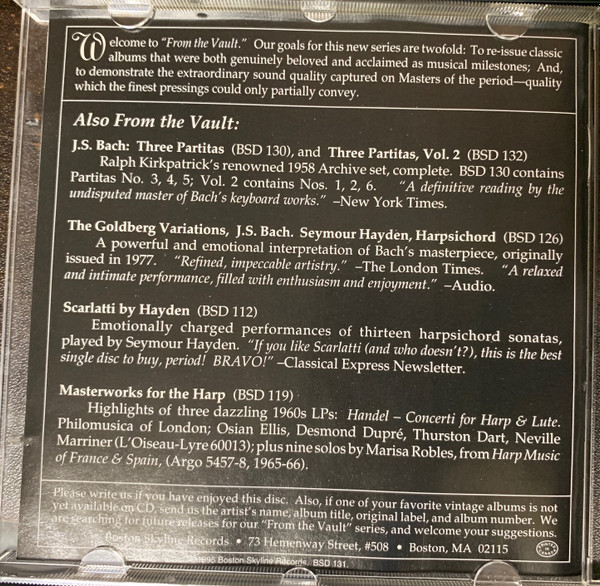 Welcome to "From the Vault." Our goals for this new series are twofold: To re-issue classic
albums that were both genuinely beloved and acclaimed as musical milestones; And,
to demonstrate the extraordinary sound quality captured on Masters of the period—quality
which the finest pressings could only partially convey.
Also From the Vault:
J.S. Bach: Three Partitas (BSD 130), and Three Partitas, Vol. 2 (BSD 132)
Ralph Kirkpatrick's renowned 1958 Archive set, complete. BSD 130 contains
Partitas No. 3, 4, 5; Vol. 2 contains Nos. 1, 2, 6. "A definitive reading by the
undisputed master of Bach's keyboard works." –New York Times.
The Goldberg Variations, J.S. Bach. Seymour Hayden, Harpsichord (BSD 126)
A powerful and emotional interpretation of Bach's masterpiece, originally
issued in 1977. "Refined, impeccable artistry." –The London Times. "A relaxed
and intimate performance, filled with enthusiasm and enjoyment." –Audio.
Scarlatti by Hayden (BSD 112)
Emotionally charged performances of thirteen harpsichord sonatas,
played by Seymour Hayden. "If you like Scarlatti (and who doesn't?), this is the best
single disc to buy, period! BRAVO!" –Classical Express Newsletter.
Masterworks for the Harp (BSD 119)
Highlights of three dazzling 1960s LPs: Handel – Concerti for Harp & Lute.
Philomusica of London; Osian Ellis, Desmond Dupré, Thurston Dart, Neville
Marriner (L'Oiseau-Lyre 60013); plus nine solos by Marisa Robles, from Harp Music
of France & Spain, (Argo 5457-8, 1965-66).
Please write us if you have enjoyed this disc. Also, if one of your favorite vintage albums is not
yet available on CD, send us the artist's name, album title, original label, and album number. We
are searching for future releases for our "From the Vault" series, and welcome your suggestions.
Boston Skyline Records • 73 Hemenway Street, #508 • Boston, MA 02115
Boston Skyline Records. BSD 131.